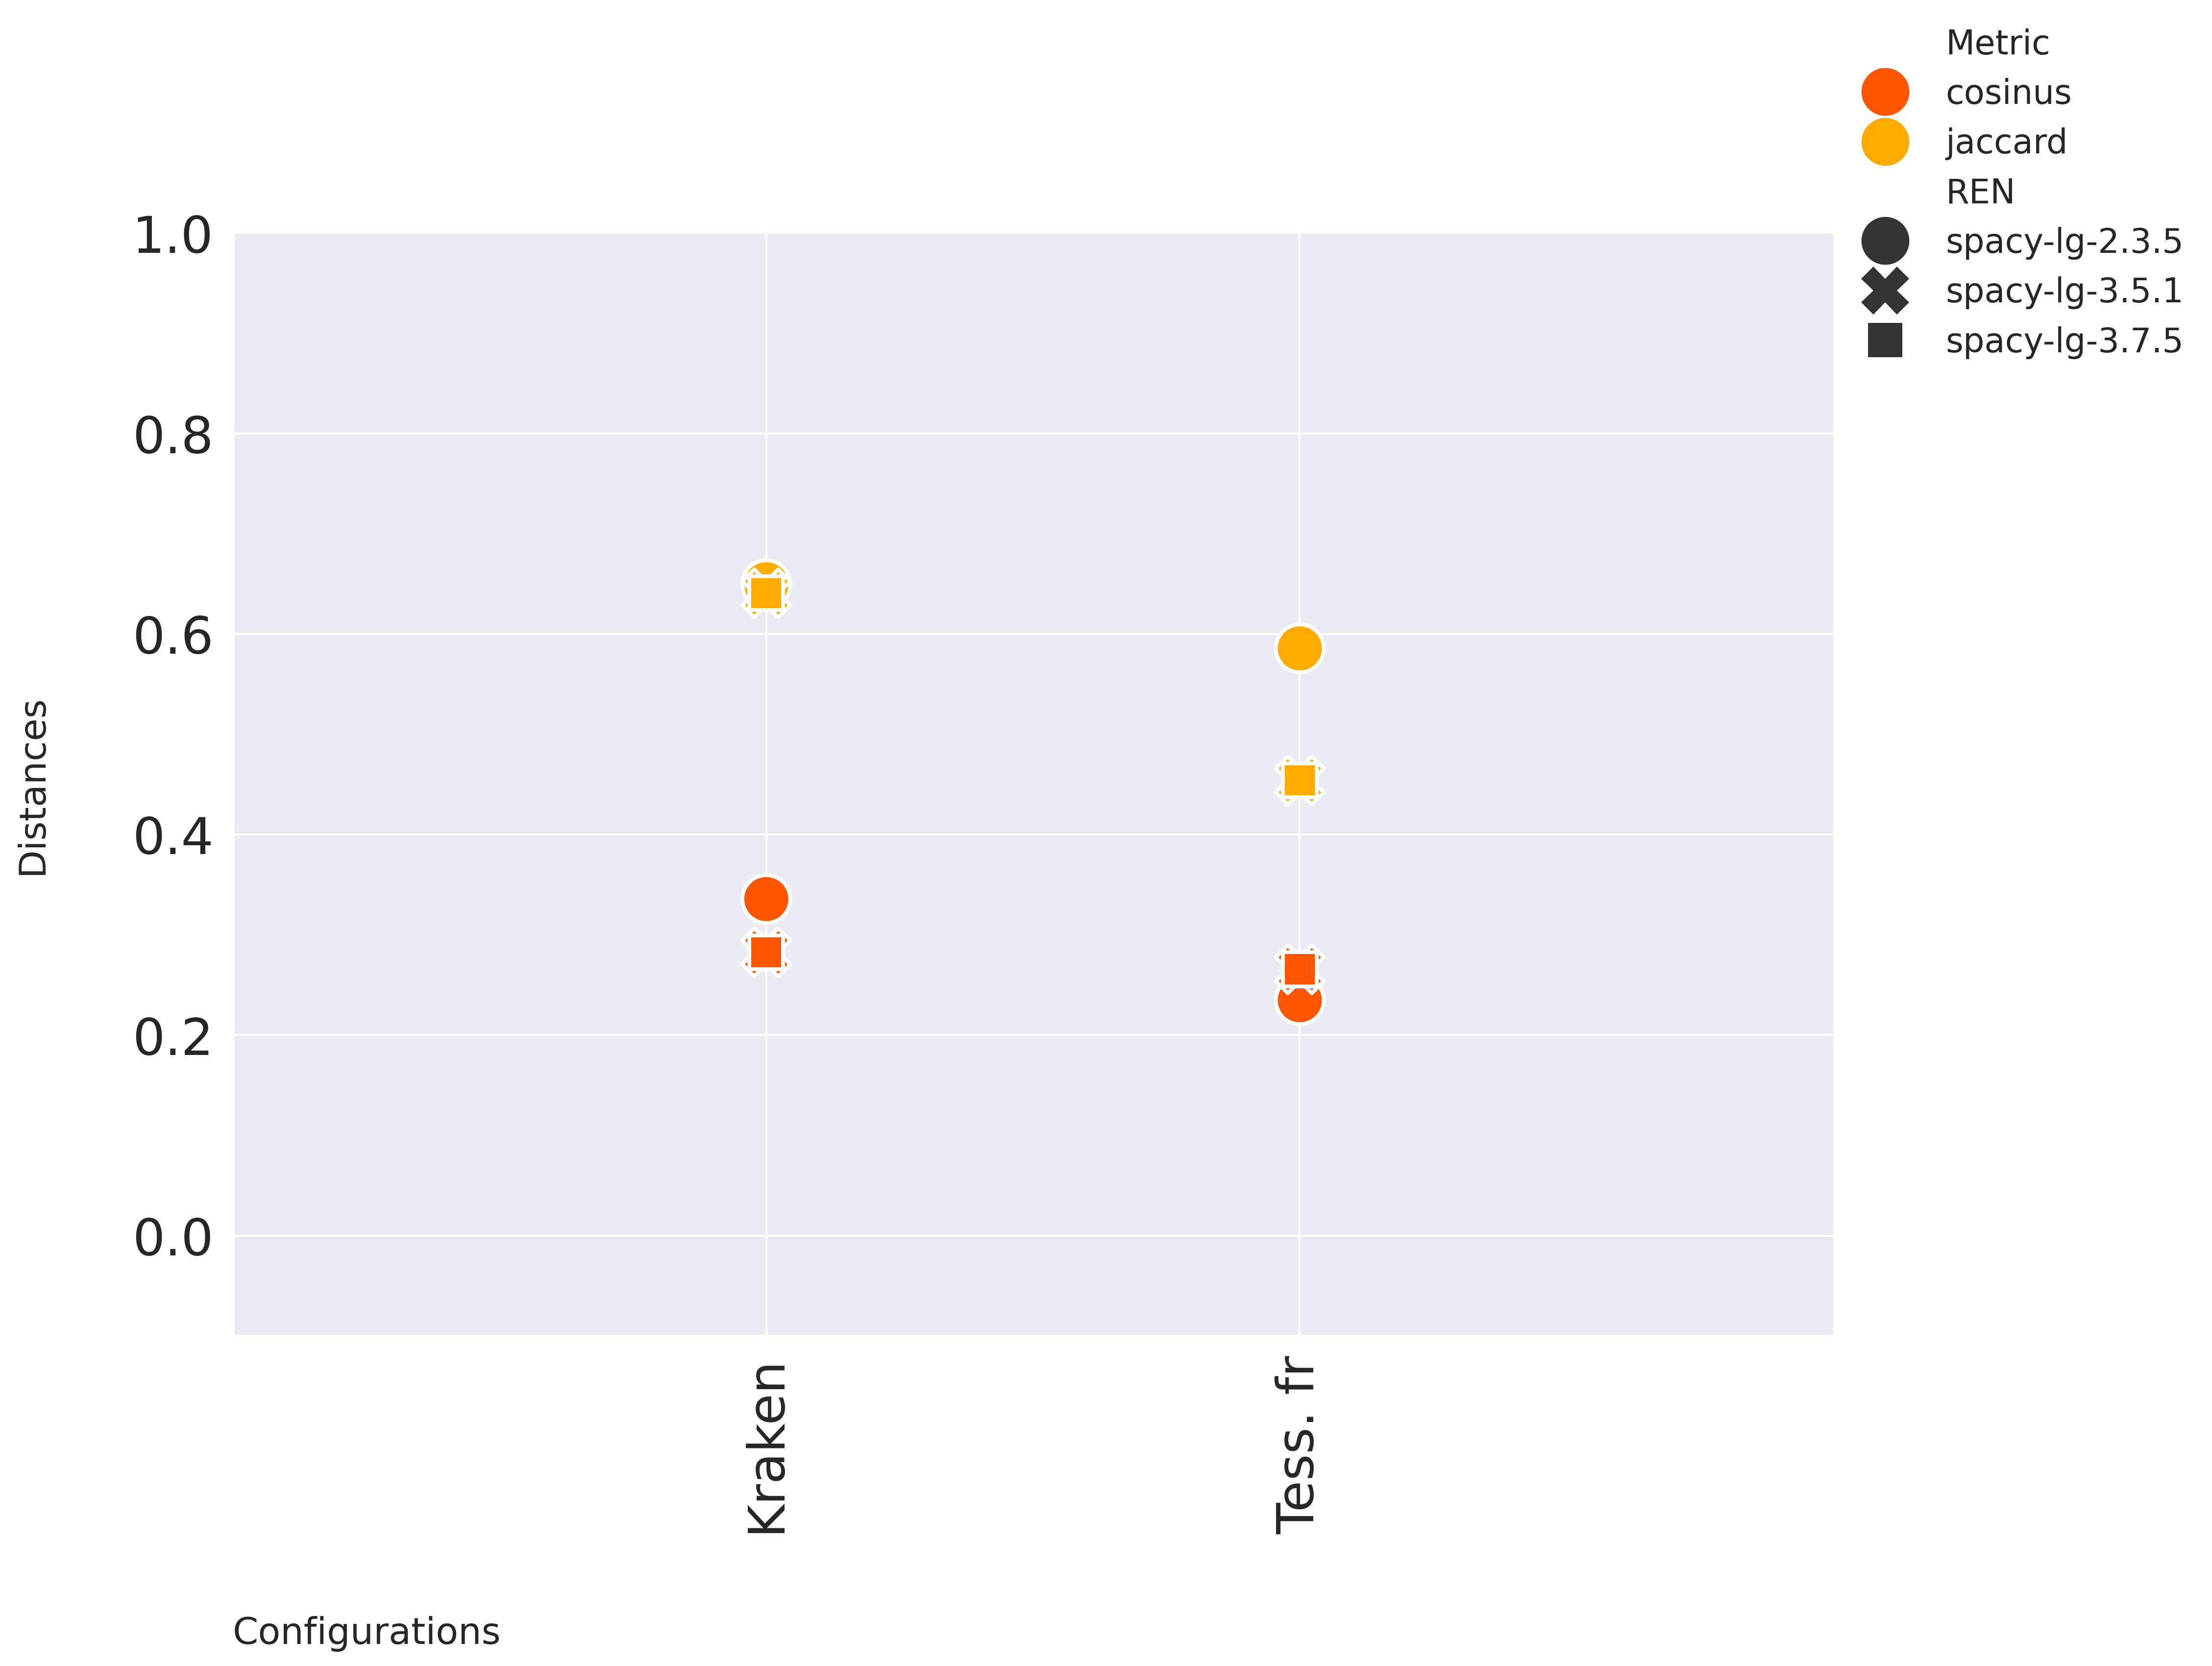 Metric
cosinus
jaccard
REN
spacy-lg-2.3.5
spacy-lg-3.5.1
spacy-lg-3.7.5
1.0
0.8
0.6
0.4
0.2
0.0
Distances
Kraken
Tess. fr
Configurations